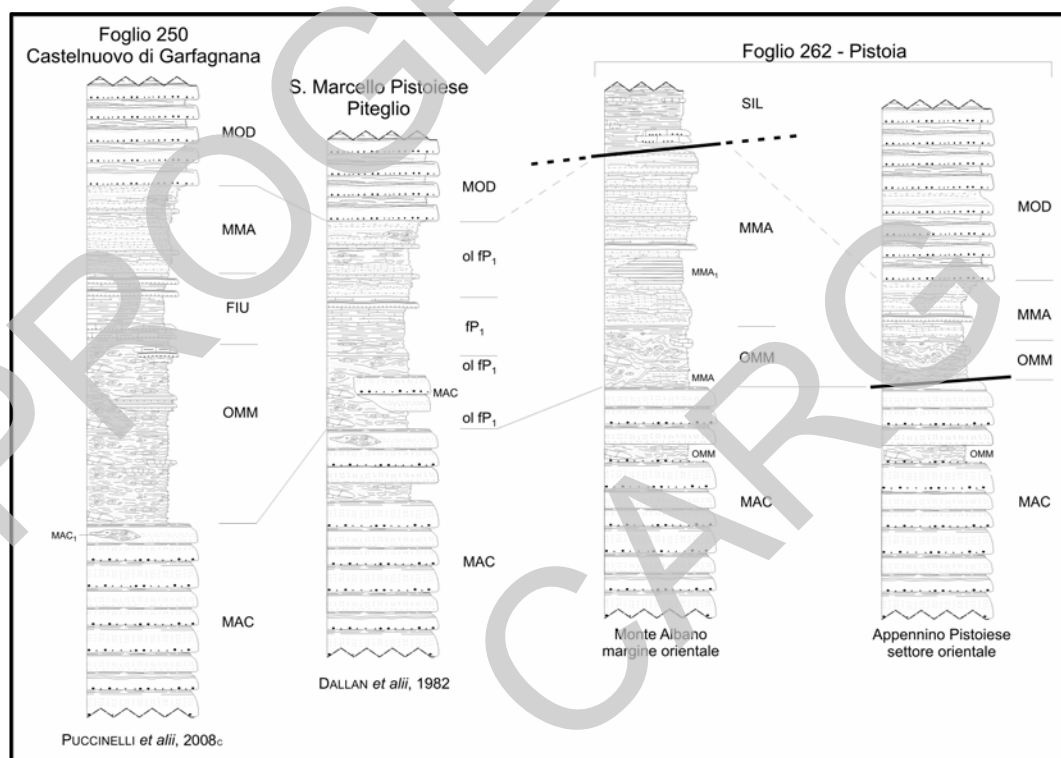 Foglio 250
Castelnuovo di Garfagnana
MOD
MMA
FIU
OMM
MAC₁
MAC
PUCCINELLI et alii, 2008c
S. Marcello Pistoiese
Piteglio
MOD
ol fP₁
fP₁
ol fP₁
MAC
ol fP₁
MAC
DALLAN et alii, 1982
Foglio 262 - Pistoia
SIL
MMA
MMA₁
OMM
MMA
OMM
MAC
Monte Albano
margine orientale
MOD
MMA
OMM
OMM
MAC
Appennino Pistoiese
settore orientale
PROGETTO
CARG